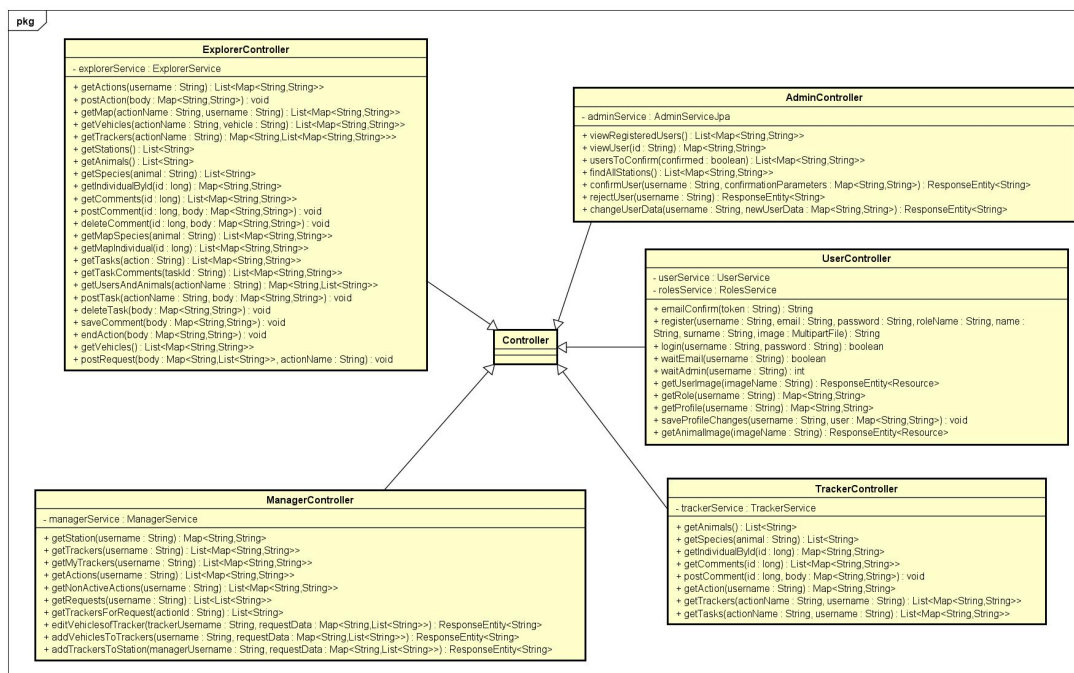 pkg
ExplorerController
- explorerService : ExplorerService
+ getActions(username : String) : List<Map<String,String>>
+ postAction(body : Map<String,String>) : void
+ getMap(actionName : String, username : String) : List<Map<String,String>>
+ getVehicles(actionName : String, vehicle : String) : List<Map<String,String>>
+ getTrackers(actionName : String) : Map<String,List<Map<String,String>>>
+ getStations() : List<String>
+ getAnimals() : List<String>
+ getSpecies(animal : String) : List<String>
+ getIndividualById(id : long) : Map<String,String>
+ getComments(id : long) : List<Map<String,String>>
+ postComment(id : long, body : Map<String,String>) : void
+ deleteComment(id : long, body : Map<String,String>) : void
+ getMapSpecies(animal : String) : List<Map<String,String>>
+ getMapIndividual(id : long) : List<Map<String,String>>
+ getTasks(action : String) : List<Map<String,String>>
+ getTaskComments(taskId : String) : List<Map<String,String>>
+ getUsersAndAnimals(actionName : String) : Map<String,List<String>>
+ postTask(actionName : String, body : Map<String,String>) : void
+ deleteTask(body : Map<String,String>) : void
+ saveComment(body : Map<String,String>) : void
+ endAction(body : Map<String,String>) : void
+ getVehicles() : List<Map<String,String>>
+ postRequest(body : Map<String,List<String>>, actionName : String) : void
AdminController
- adminService : AdminServiceJpa
+ viewRegisteredUsers() : List<Map<String,String>>
+ viewUser(id : String) : Map<String,String>
+ usersToConfirm(confirmed : boolean) : List<Map<String,String>>
+ findAllStations() : List<Map<String,String>>
+ confirmUser(username : String, confirmationParameters : Map<String,String>) : ResponseEntity<String>
+ rejectUser(username : String) : ResponseEntity<String>
+ changeUserData(username : String, newUserData : Map<String,String>) : ResponseEntity<String>
UserController
- userService : UserService
- rolesService : RolesService
+ emailConfirm(token : String) : String
+ register(username : String, email : String, password : String, roleName : String, name :
String, surname : String, image : MultipartFile) : String
+ login(username : String, password : String) : boolean
+ waitEmail(username : String) : boolean
+ waitAdmin(username : String) : int
+ getUserImage(imageName : String) : ResponseEntity<Resource>
+ getRole(username : String) : Map<String,String>
+ getProfile(username : String) : Map<String,String>
+ saveProfileChanges(username : String, user : Map<String,String>) : void
+ getAnimalImage(imageName : String) : ResponseEntity<Resource>
Controller
ManagerController
- managerService : ManagerService
+ getStation(username : String) : Map<String,String>
+ getTrackers(username : String) : List<Map<String,String>>
+ getMyTrackers(username : String) : List<Map<String,String>>
+ getActions(username : String) : List<Map<String,String>>
+ getNonActiveActions(username : String) : List<Map<String,String>>
+ getRequests(username : String) : List<List<String>>
+ getTrackersForRequest(actionId : String) : List<String>
+ editVehiclesofTracker(trackerUsername : String, requestData : Map<String,List<String>>) : ResponseEntity<String>
+ addVehiclesToTrackers(username : String, requestData : Map<String,List<String>>) : ResponseEntity<String>
+ addTrackersToStation(managerUsername : String, requestData : Map<String,List<String>>) : ResponseEntity<String>
TrackerController
- trackerService : TrackerService
+ getAnimals() : List<String>
+ getSpecies(animal : String) : List<String>
+ getIndividualById(id : long) : Map<String,String>
+ getComments(id : long) : List<Map<String,String>>
+ postComment(id : long, body : Map<String,String>) : void
+ getAction(username : String) : Map<String,String>
+ getTrackers(actionName : String, username : String) : List<Map<String,String>>
+ getTasks(actionName : String, username : String) : List<Map<String,String>>